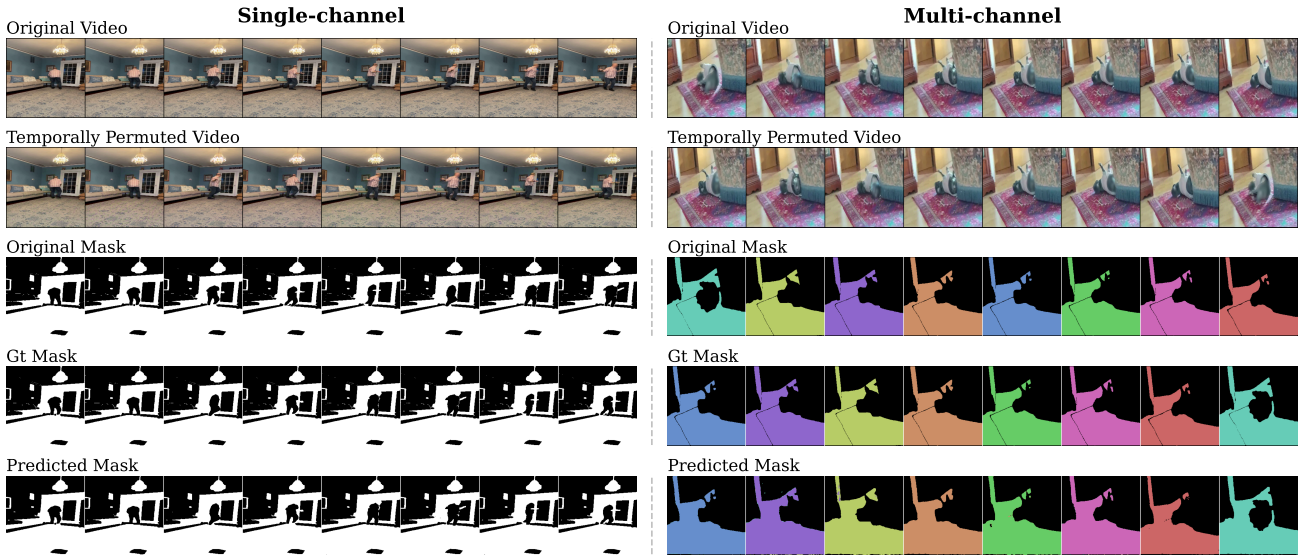 Single-channel
Original Video
Temporally Permuted Video
Original Mask
Gt Mask
Predicted Mask
Multi-channel
Original Video
Temporally Permuted Video
Original Mask
Gt Mask
Predicted Mask